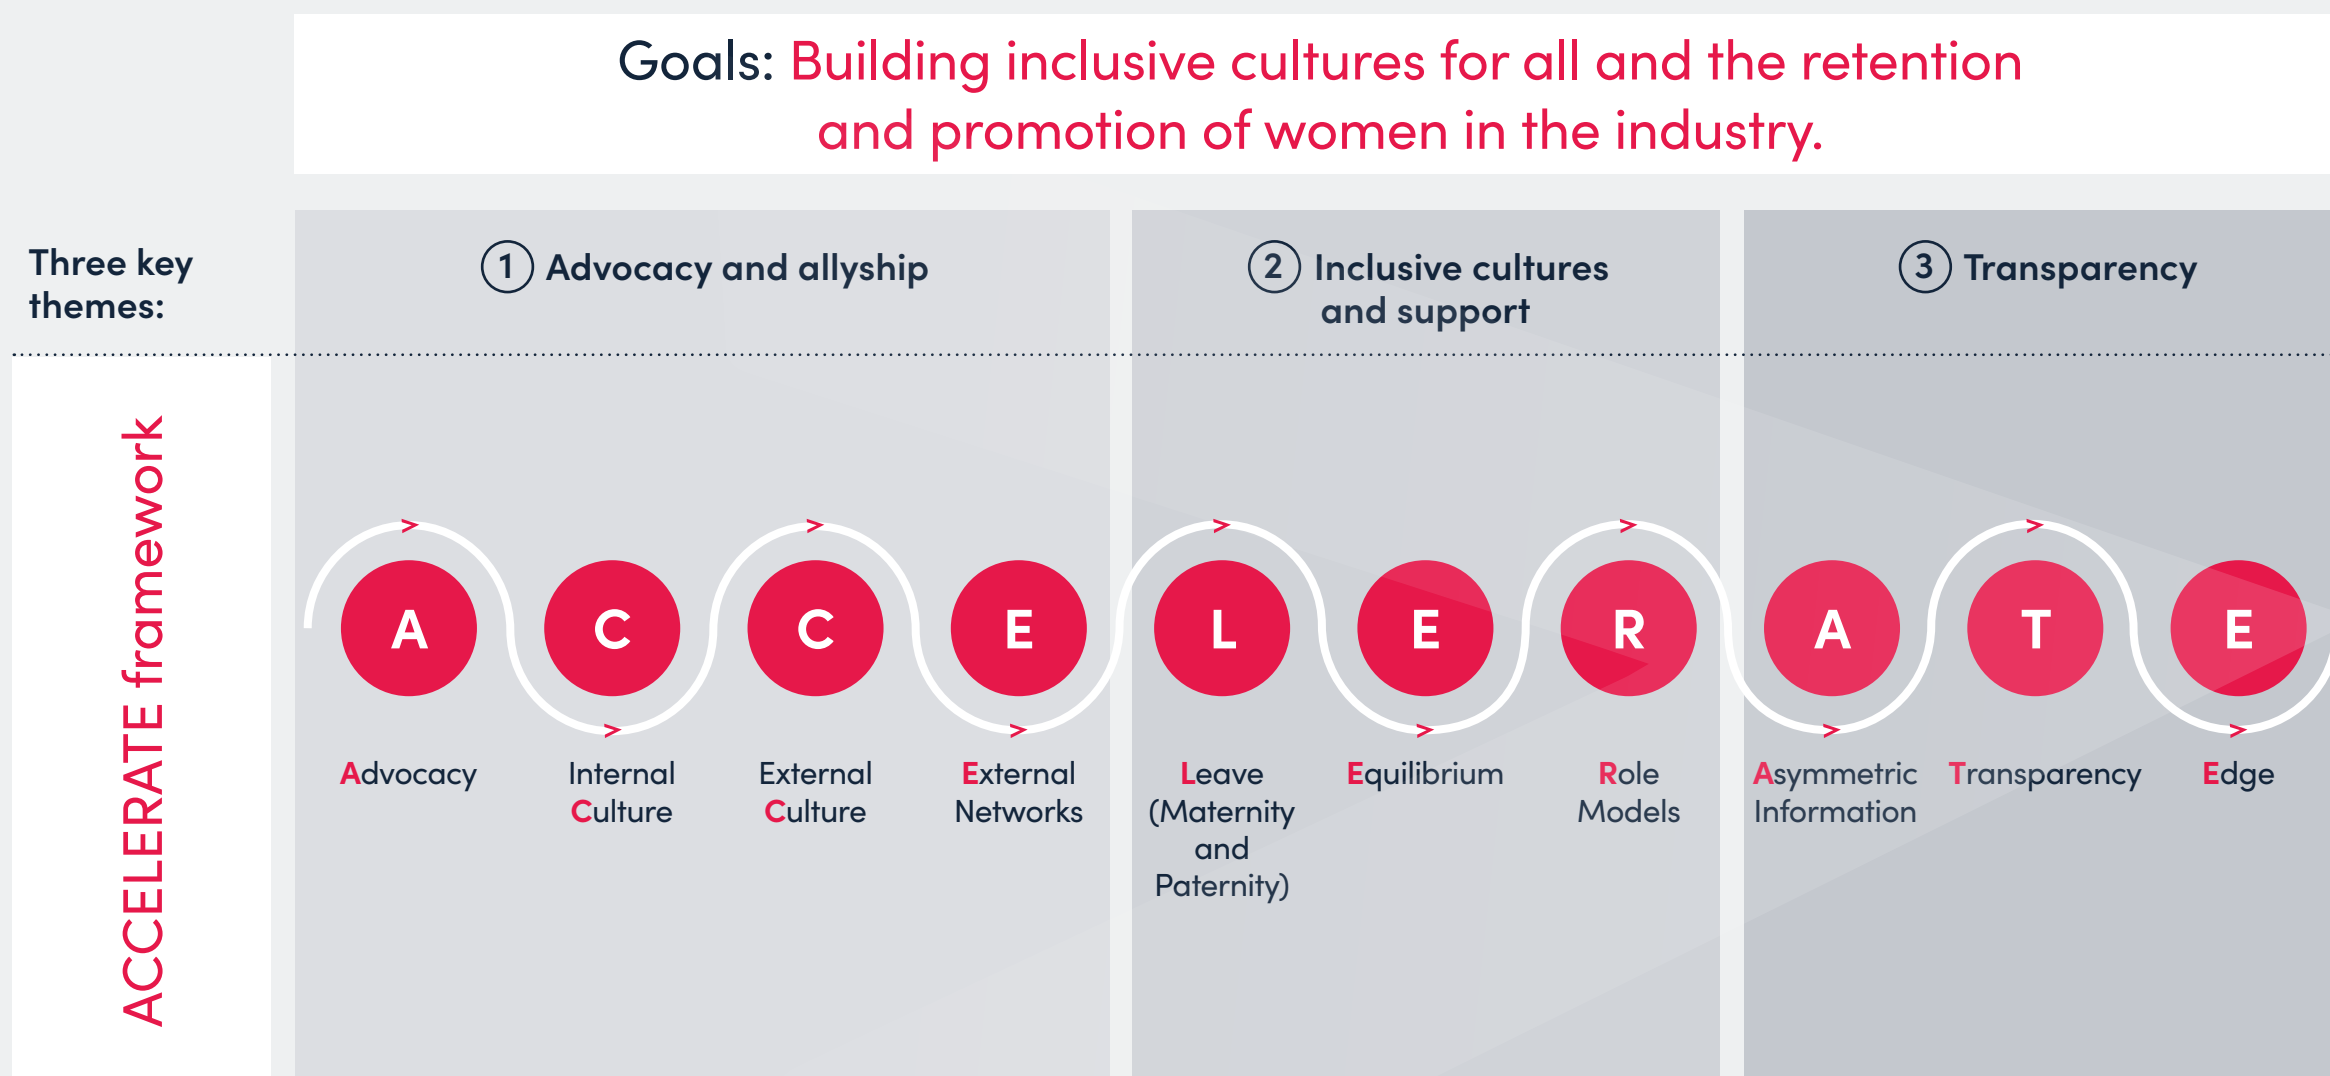 Goals: Building inclusive cultures for all and the retention
and promotion of women in the industry.
Three key
themes:
1 Advocacy and allyship
2 Inclusive cultures
and support
3 Transparency
ACCELERATE framework
>
>
>
>
>
>
>
>
>
>
A
C
C
E
L
E
R
A
T
E
Advocacy
Internal
Culture
External
Culture
External
Networks
Leave
(Maternity
and
Paternity)
Equilibrium
Role
Models
Asymmetric
Information
Transparency
Edge